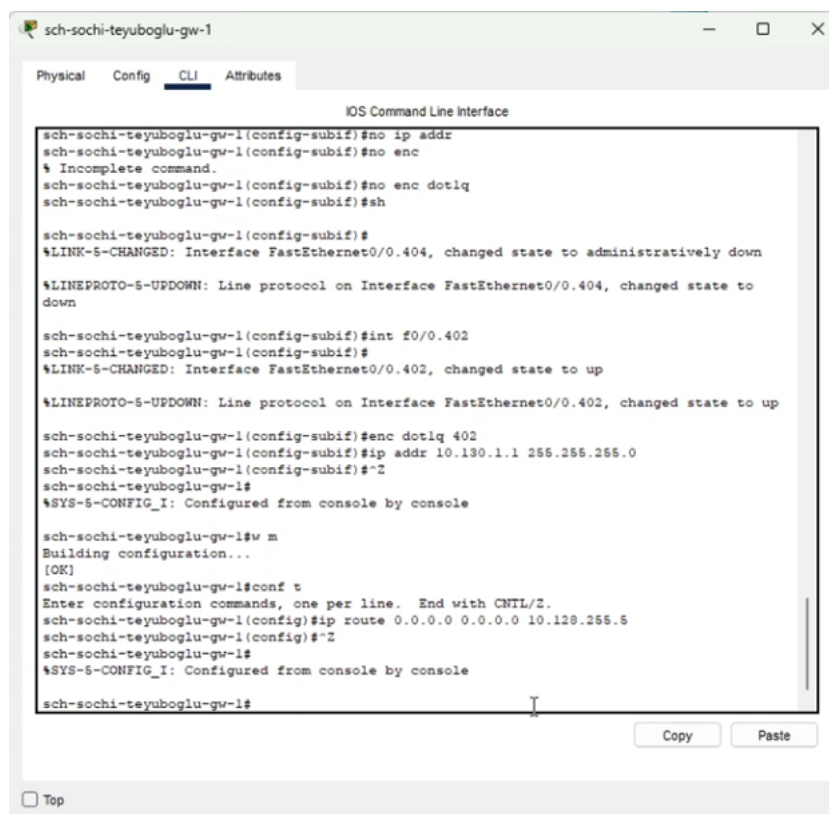 sch-sochi-teyuboglu-gw-1
Physical Config CLI Attributes
IOS Command Line Interface
sch-sochi-teyuboglu-gw-1(config-subif)#no ip addr
sch-sochi-teyuboglu-gw-1(config-subif)#no enc
% Incomplete command.
sch-sochi-teyuboglu-gw-1(config-subif)#no enc dot1q
sch-sochi-teyuboglu-gw-1(config-subif)#sh
sch-sochi-teyuboglu-gw-1(config-subif)#
%LINK-5-CHANGED: Interface FastEthernet0/0.404, changed state to administratively down
%LINEPROTO-5-UPDOWN: Line protocol on Interface FastEthernet0/0.404, changed state to
down
sch-sochi-teyuboglu-gw-1(config-subif)#int f0/0.402
sch-sochi-teyuboglu-gw-1(config-subif)#
%LINK-5-CHANGED: Interface FastEthernet0/0.402, changed state to up
%LINEPROTO-5-UPDOWN: Line protocol on Interface FastEthernet0/0.402, changed state to up
sch-sochi-teyuboglu-gw-1(config-subif)#enc dot1q 402
sch-sochi-teyuboglu-gw-1(config-subif)#ip addr 10.130.1.1 255.255.255.0
sch-sochi-teyuboglu-gw-1(config-subif)#^Z
sch-sochi-teyuboglu-gw-1#
%SYS-5-CONFIG_I: Configured from console by console
sch-sochi-teyuboglu-gw-1#w m
Building configuration...
[OK]
sch-sochi-teyuboglu-gw-1#conf t
Enter configuration commands, one per line. End with CNTL/Z.
sch-sochi-teyuboglu-gw-1(config)#ip route 0.0.0.0 0.0.0.0 10.128.255.5
sch-sochi-teyuboglu-gw-1(config)#^Z
sch-sochi-teyuboglu-gw-1#
%SYS-5-CONFIG_I: Configured from console by console
sch-sochi-teyuboglu-gw-1#
Copy Paste
Top